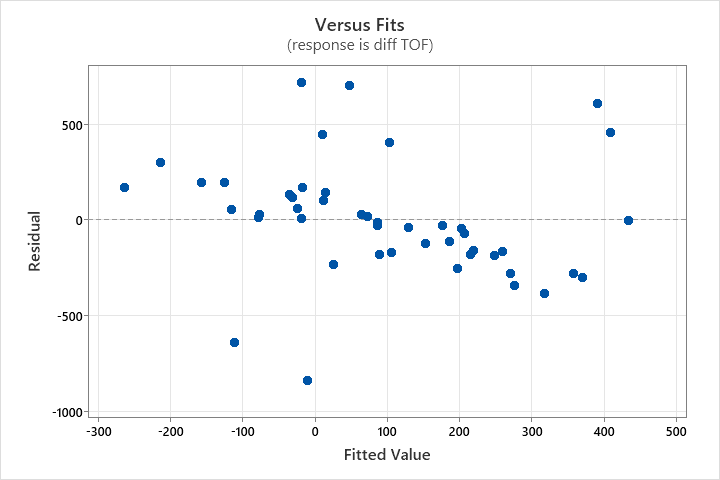 Versus Fits
(response is diff TOF)
500
0
-500
-1000
Residual
-300 -200 -100 0 100 200 300 400 500
Fitted Value